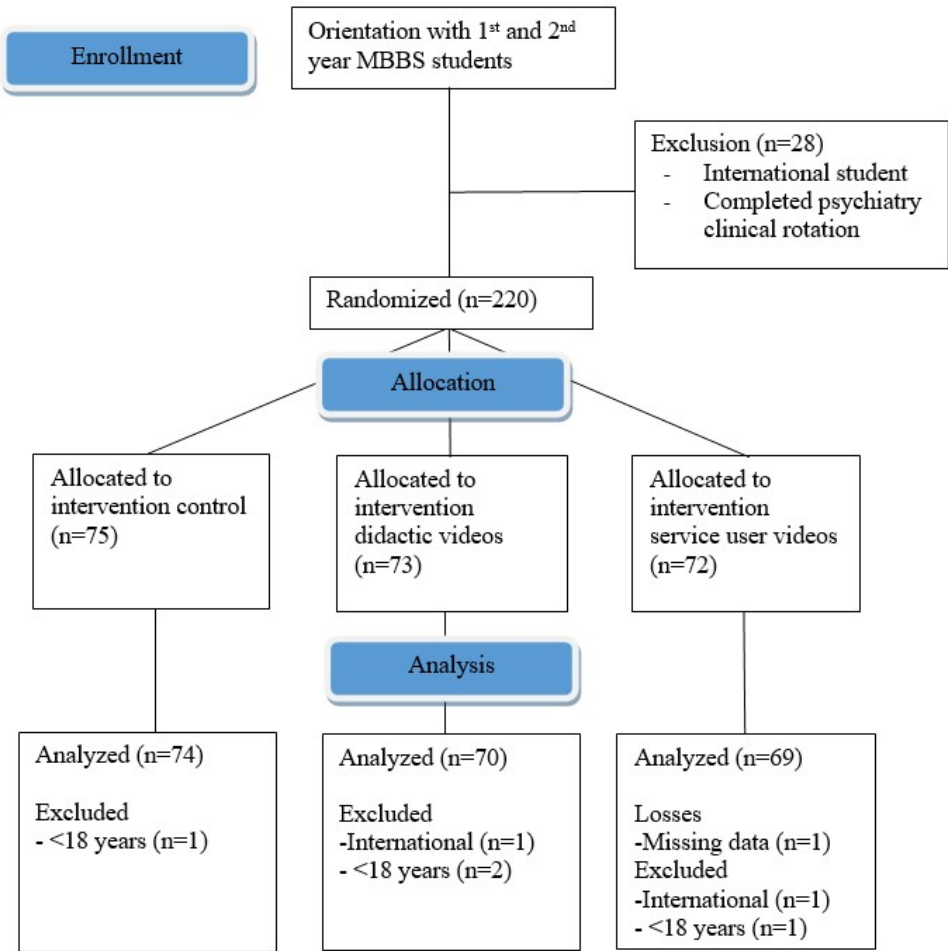 Enrollment
Orientation with 1st and 2nd
year MBBS students
Exclusion (n=28)
- International student
- Completed psychiatry
clinical rotation
Randomized (n=220)
Allocation
Allocated to
intervention control
(n=75)
Allocated to
intervention
didactic videos
(n=73)
Allocated to
intervention
service user videos
(n=72)
Analysis
Analyzed (n=74)
Excluded
- <18 years (n=1)
Analyzed (n=70)
Excluded
-International (n=1)
- <18 years (n=2)
Analyzed (n=69)
Losses
-Missing data (n=1)
Excluded
-International (n=1)
- <18 years (n=1)